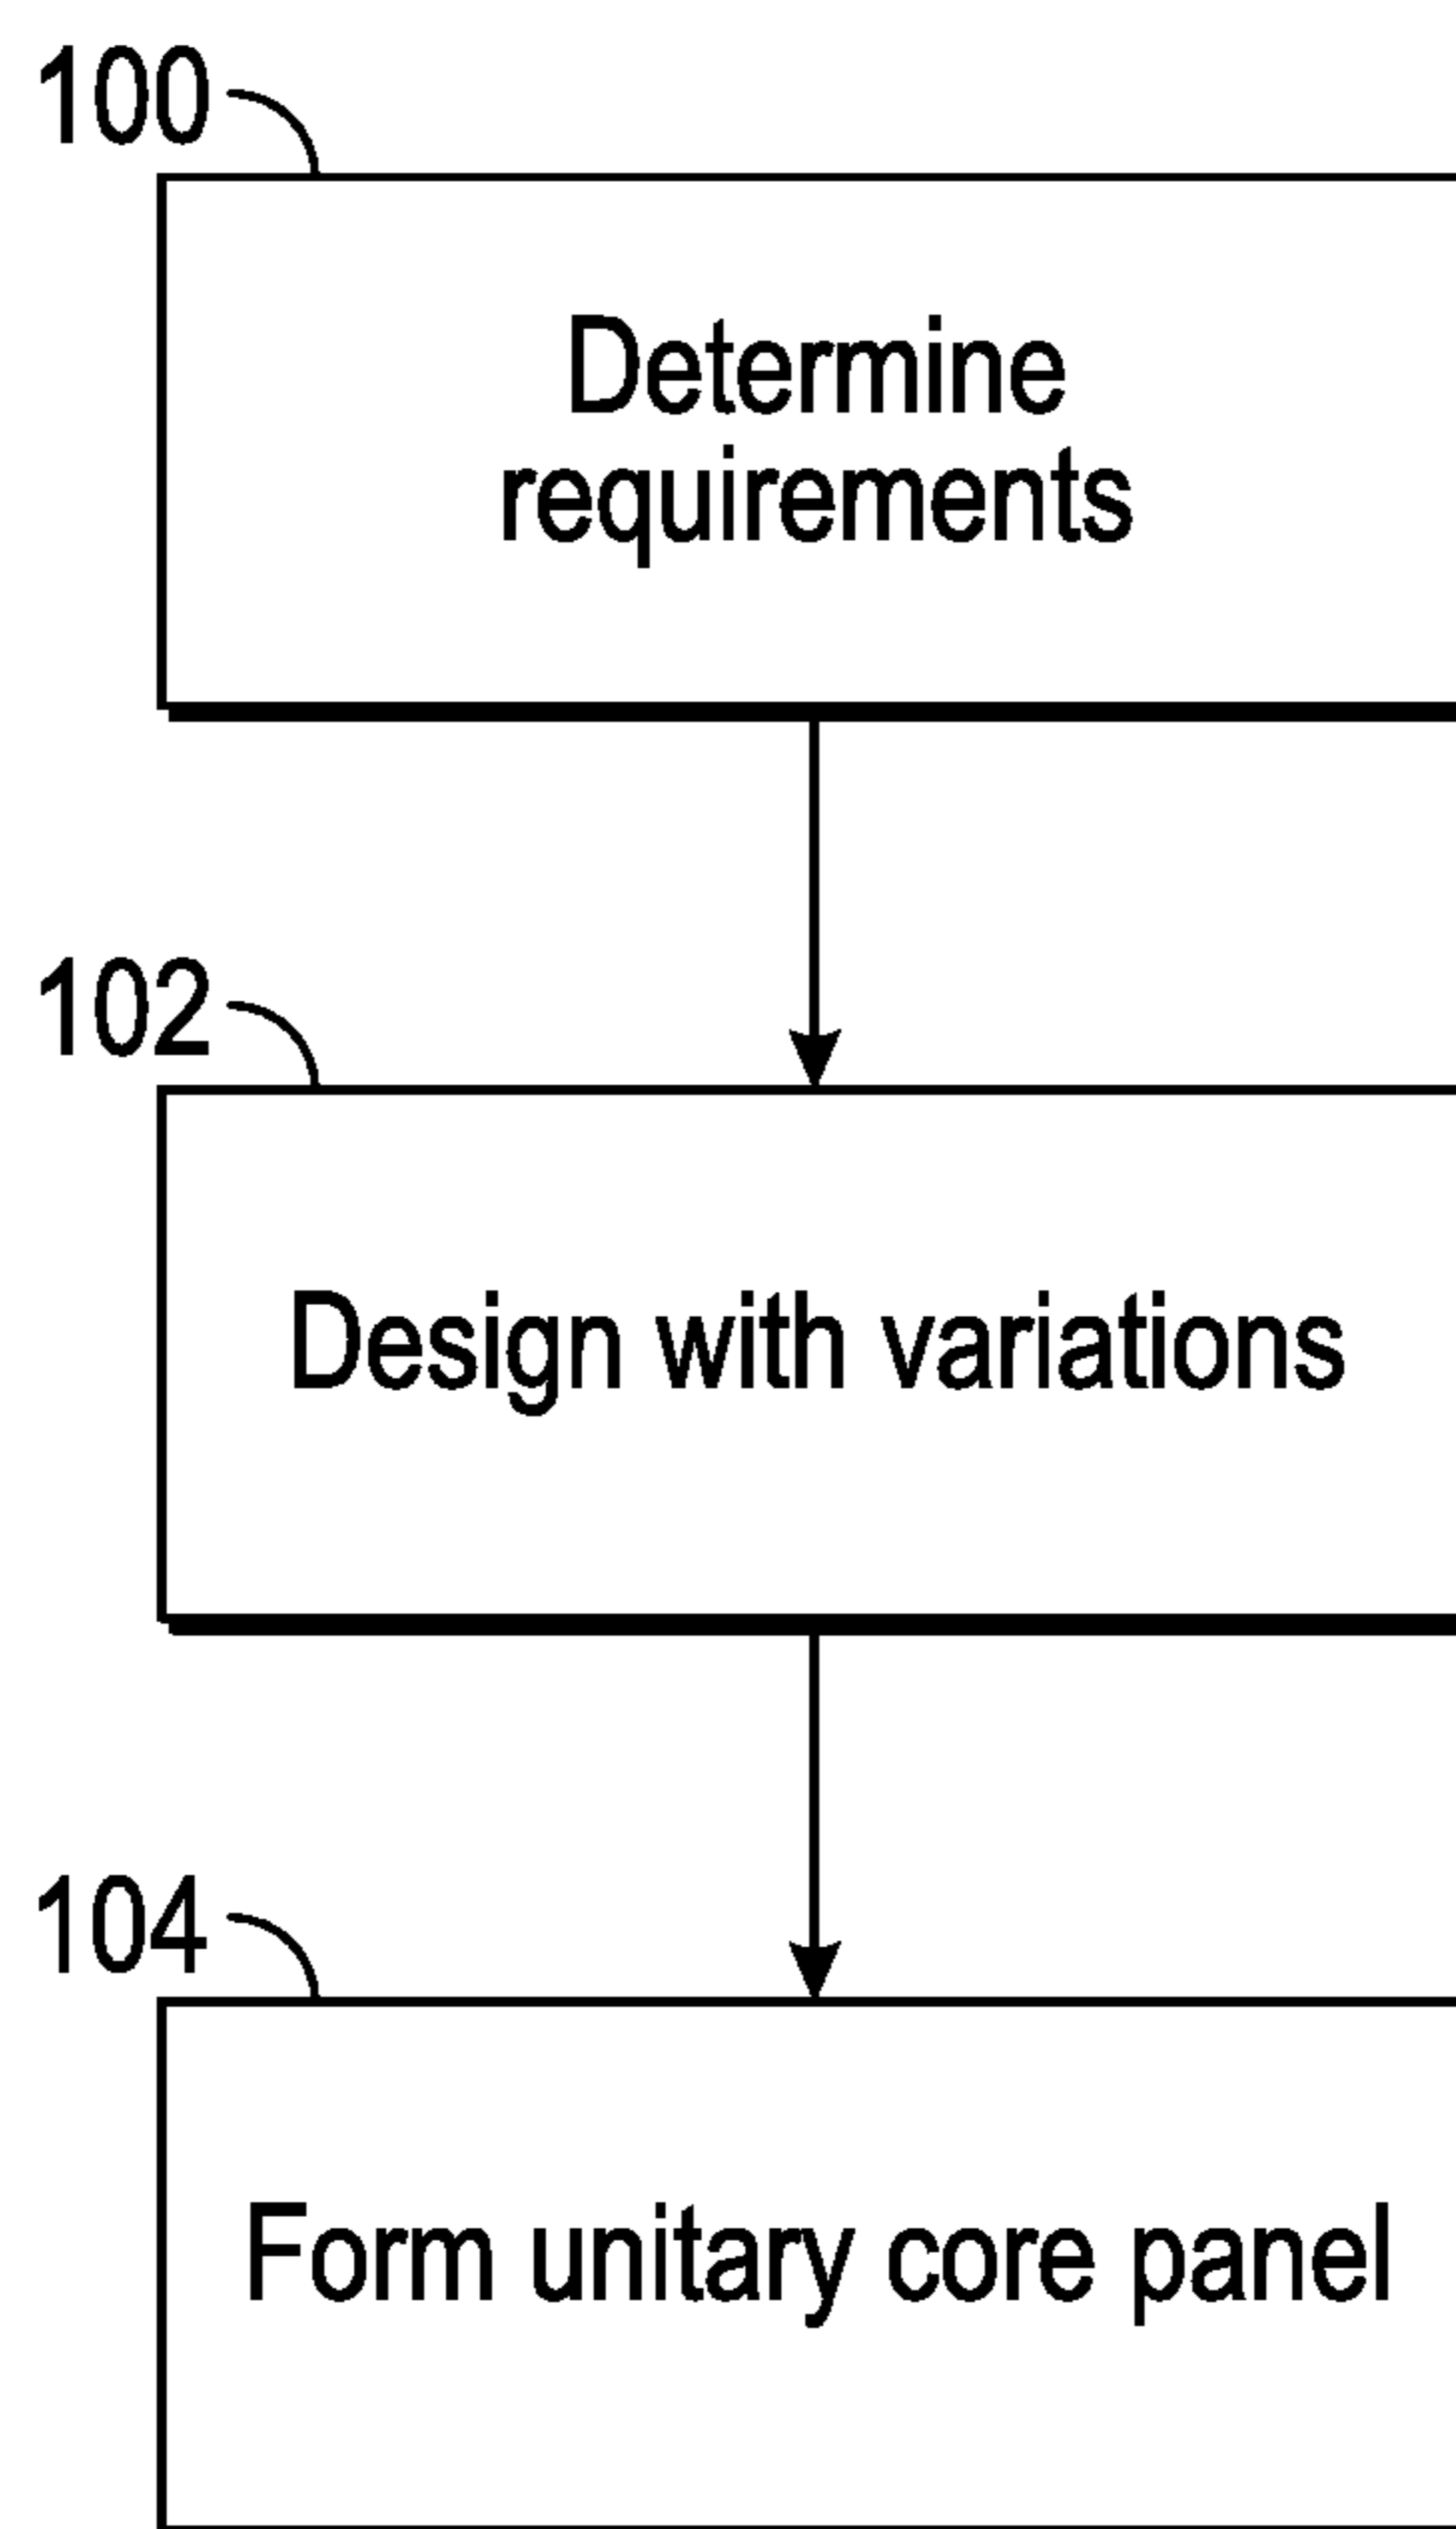 100
Determine
requirements
102
Design with variations
104
Form unitary core panel